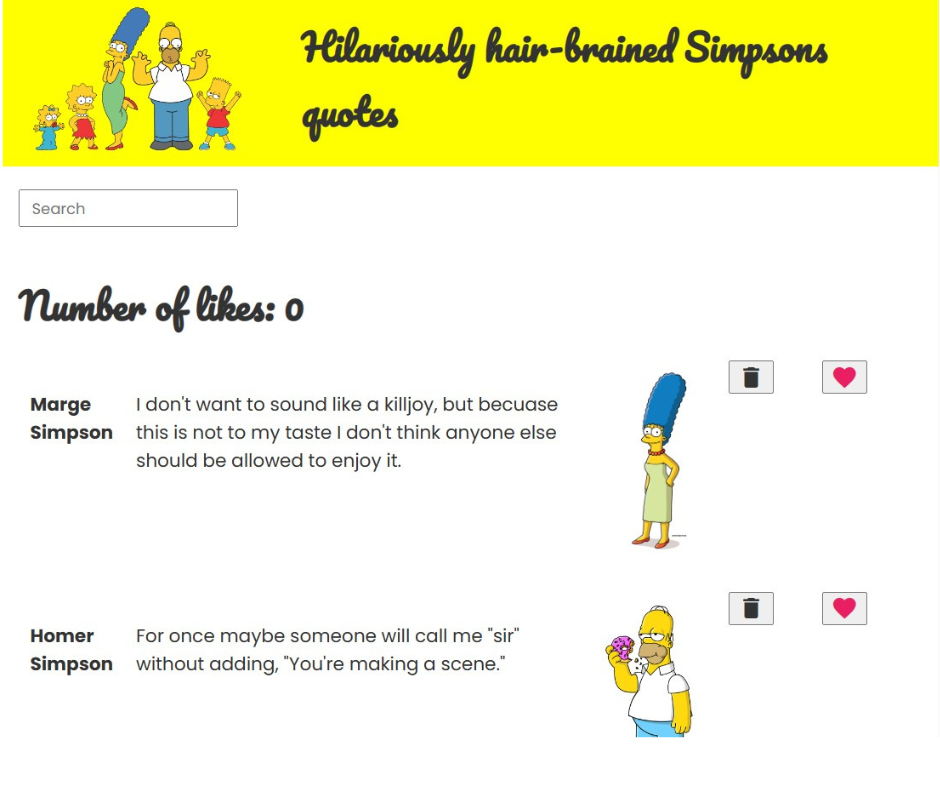 Hilariously hair-brained Simpsons
quotes
Search
Number of likes: 0
Marge
Simpson
I don't want to sound like a killjoy, but becuase
this is not to my taste I don't think anyone else
should be allowed to enjoy it.
Homer
Simpson
For once maybe someone will call me "sir"
without adding, "You're making a scene."